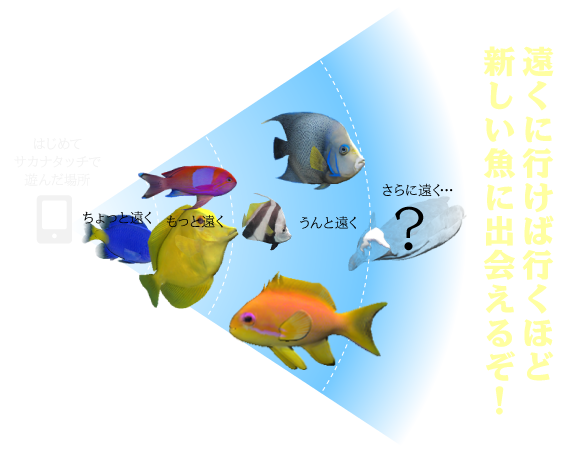 遠くに行けば行くほど
新しい魚に出会えるぞ！
はじめて
サカナタッチで
遊んだ場所
ちょっと遠く
もっと遠く
うんと遠く
さらに遠く…
？